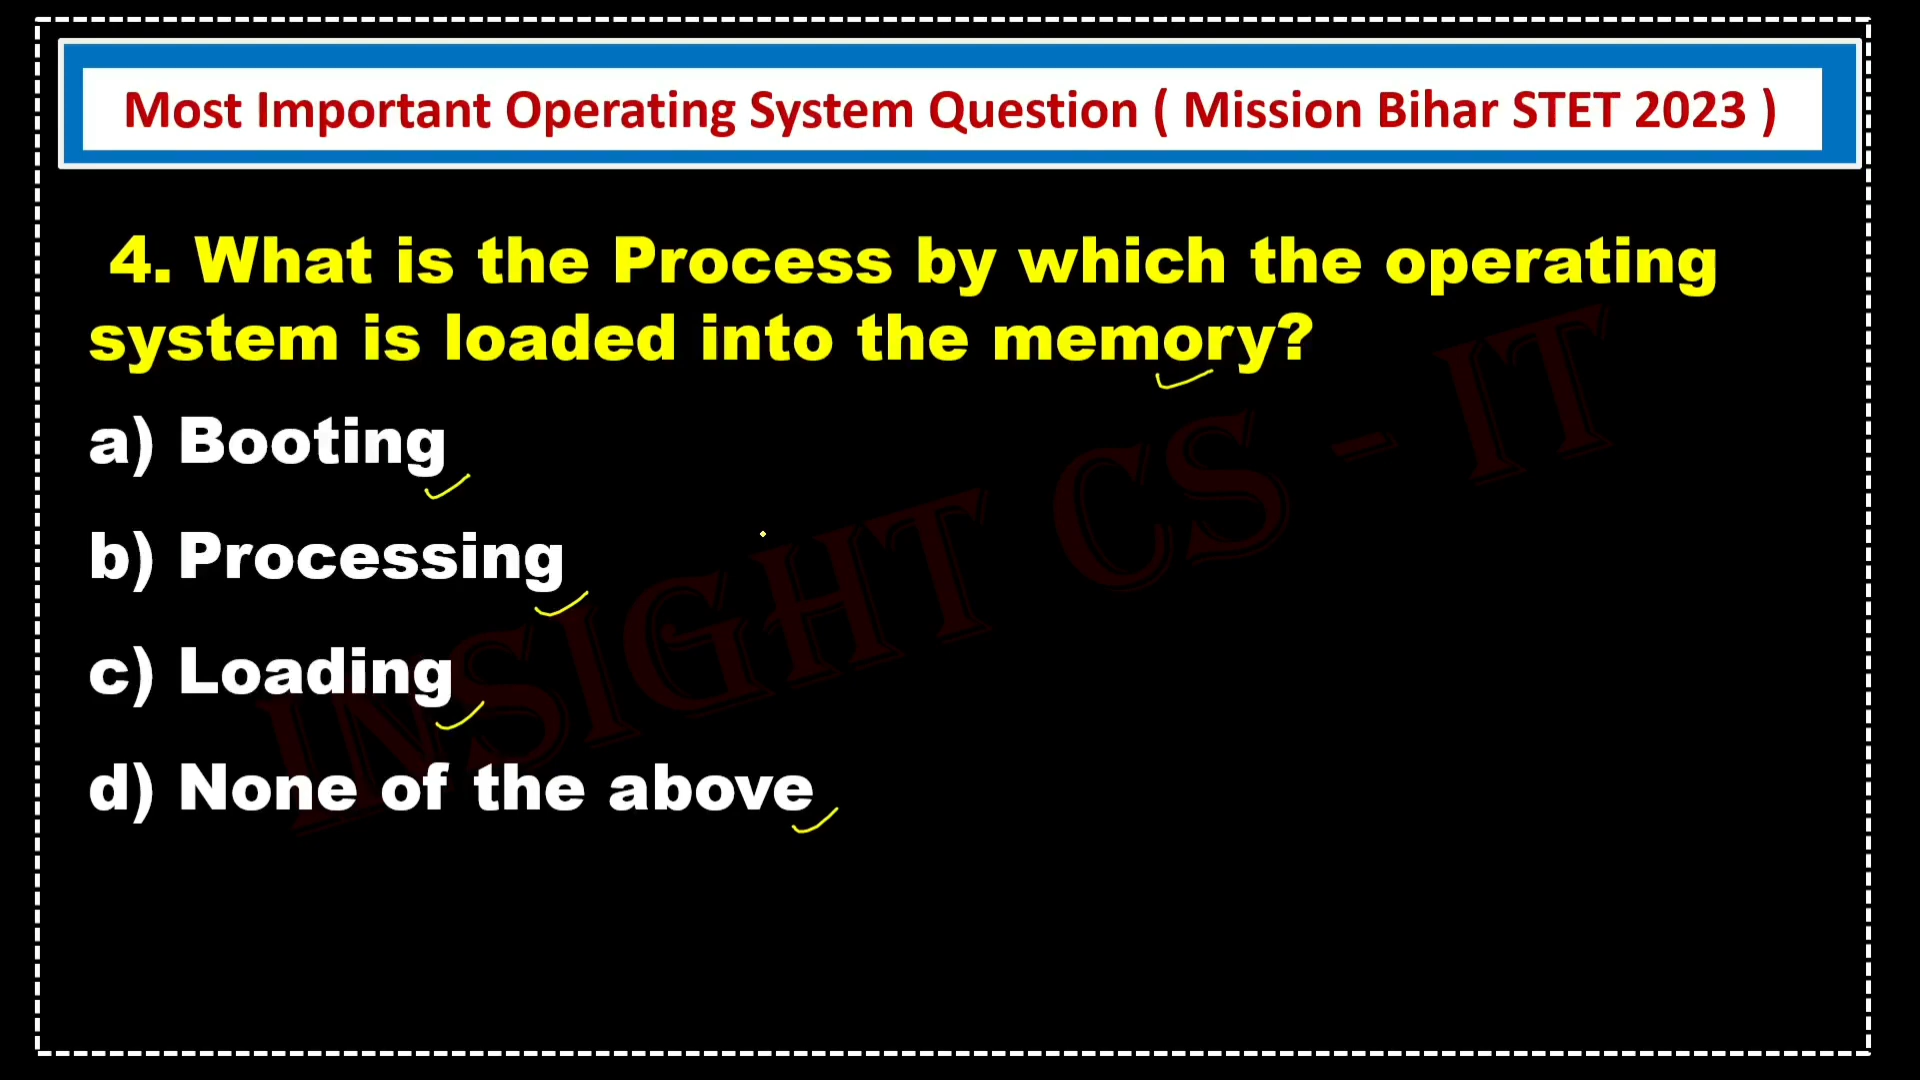 Most Important Operating System Question ( Mission Bihar STET 2023 )
4. What is the Process by which the operating
system is loaded into the memory?
a) Booting
b) Processing
c) Loading
d) None of the above
INSIGHT CS - IT